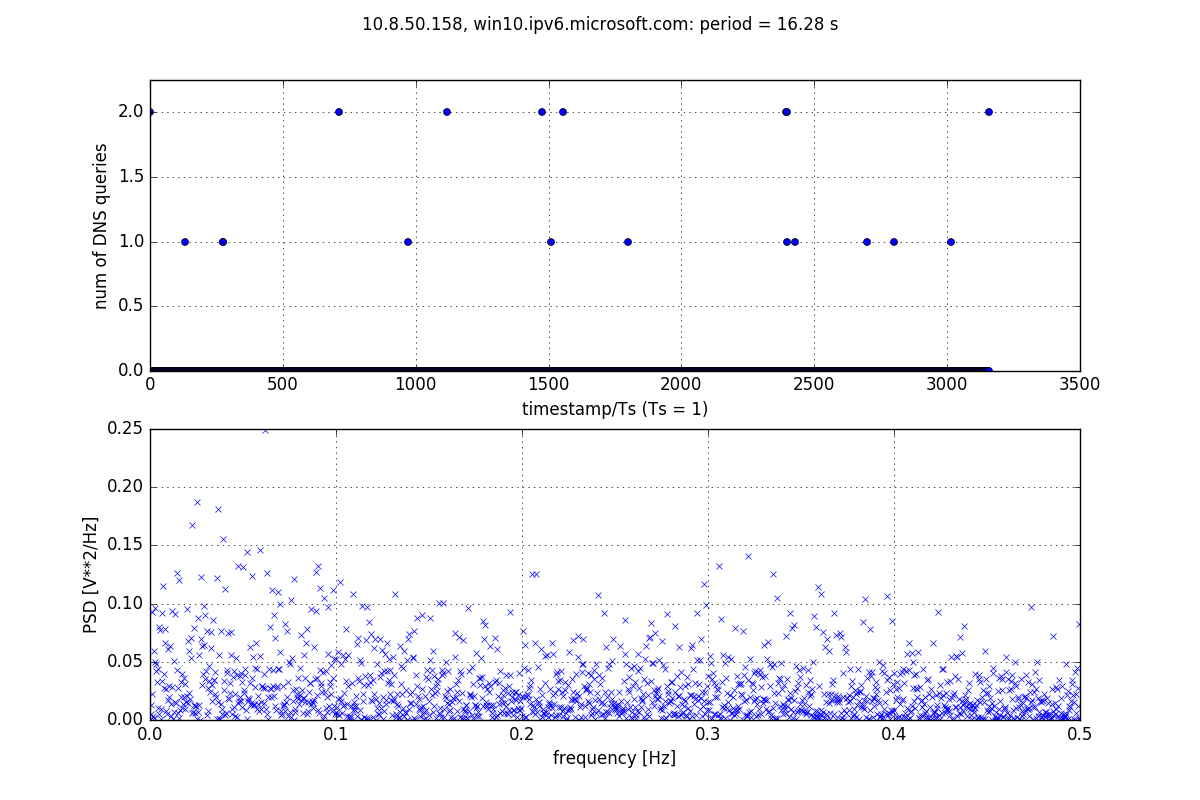 10.8.50.158, win10.ipv6.microsoft.com: period = 16.28 s
2.0
1.5
1.0
0.5
0.0
num of DNS queries
0 500 1000 1500 2000 2500 3000 3500
timestamp/Ts (Ts = 1)
0.25
0.20
0.15
0.10
0.05
0.00
PSD [V**2/Hz]
0.0 0.1 0.2 0.3 0.4 0.5
frequency [Hz]